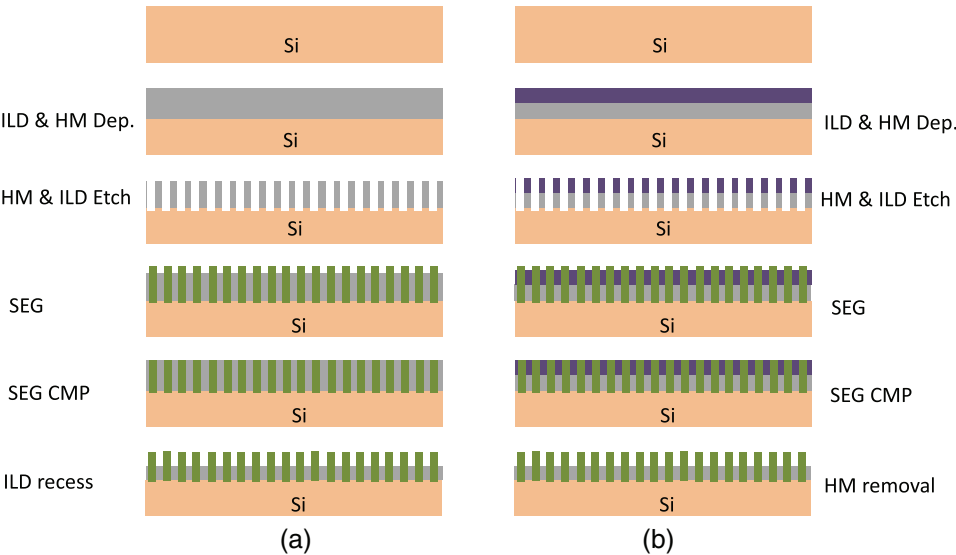 Si
Si
ILD & HM Dep.
Si
Si
ILD & HM Dep.
HM & ILD Etch
Si
Si
HM & ILD Etch
SEG
Si
Si
SEG
SEG CMP
Si
Si
SEG CMP
ILD recess
Si
Si
HM removal
(a)
(b)